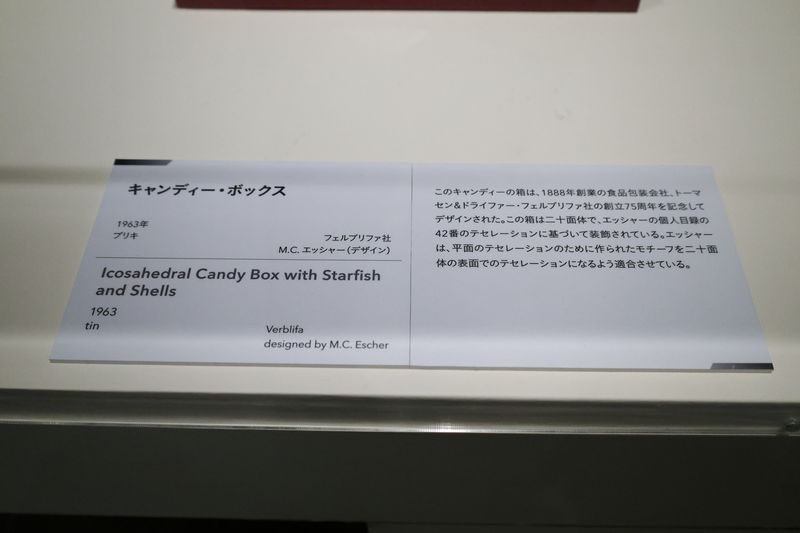 キャンディー・ボックス
1963年
ブリキ
フェルブリファ社
M.C. エッシャー（デザイン）
Icosahedral Candy Box with Starfish
and Shells
1963
tin
Verblifa
designed by M.C. Escher
このキャンディーの箱は、1888年創業の食品包装会社、トーマ
セン&ドライファー・フェルブリファ社の創立75周年を記念して
デザインされた。この箱は二十面体で、エッシャーの個人目録の
42番のテセレーションに基づいて装飾されている。エッシャー
は、平面のテセレーションのために作られたモチーフを二十面
体の表面でのテセレーションになるよう適合させている。